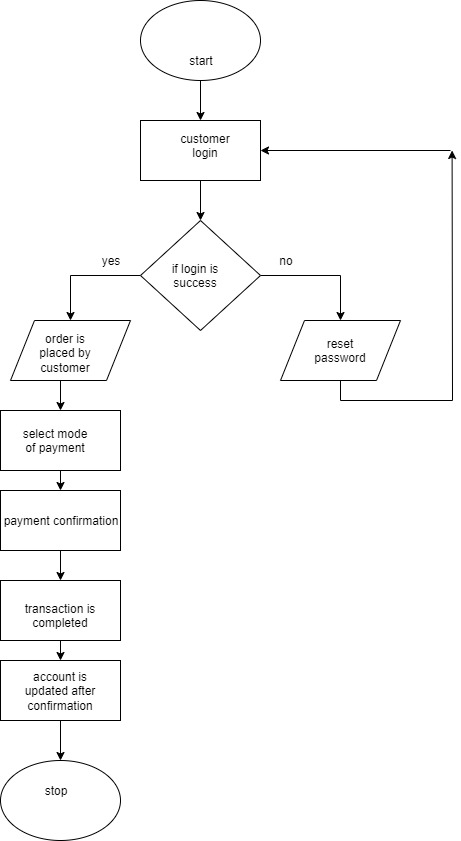 start
customer
login
if login is
success
yes
no
order is
placed by
customer
reset
password
select mode
of payment
payment confirmation
transaction is
completed
account is
updated after
confirmation
stop